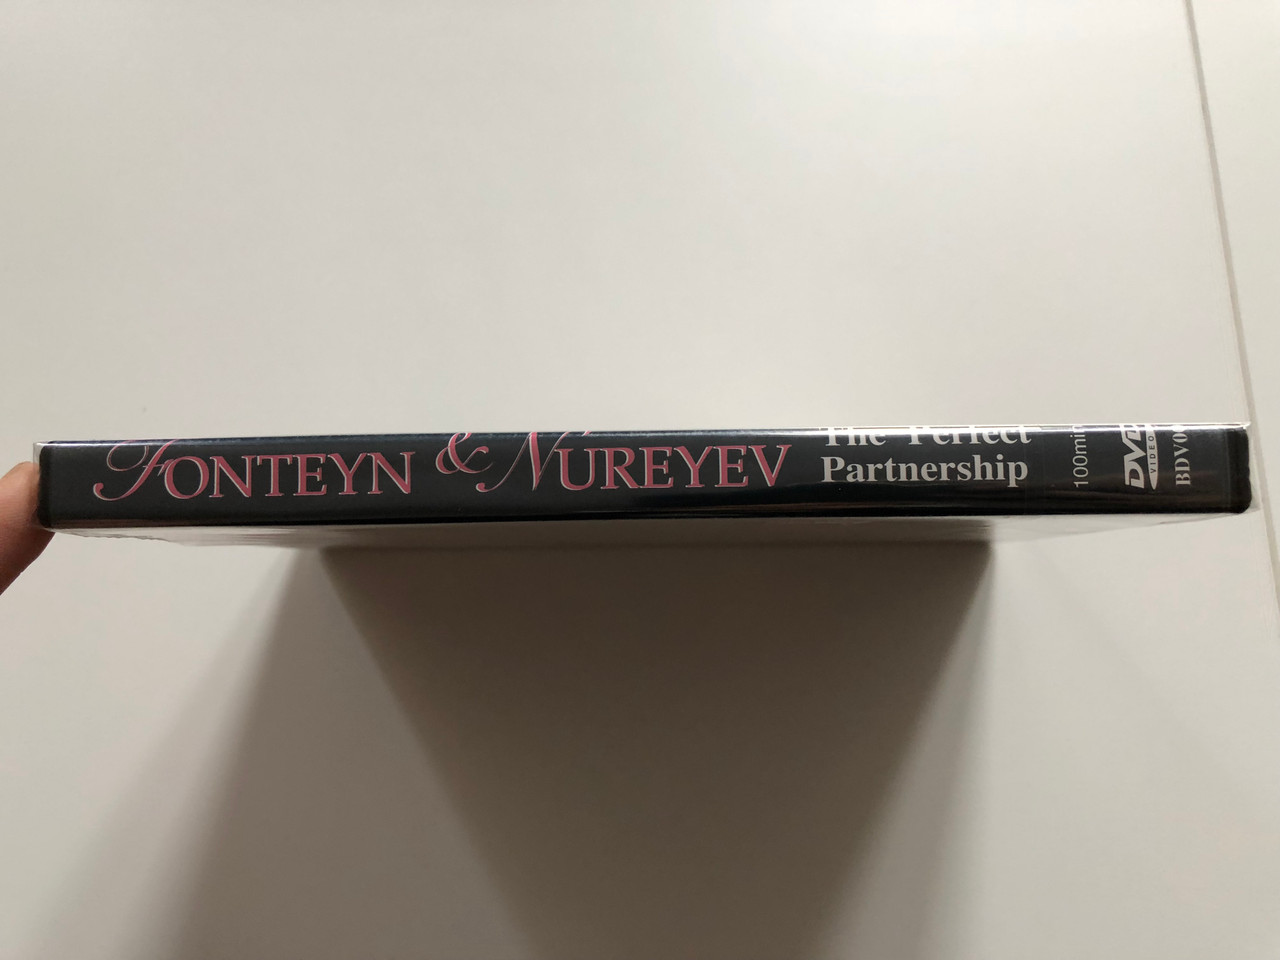 FONTEYN & NUREYEV
The Perfect
Partnership
100min
DVD
VIDEO